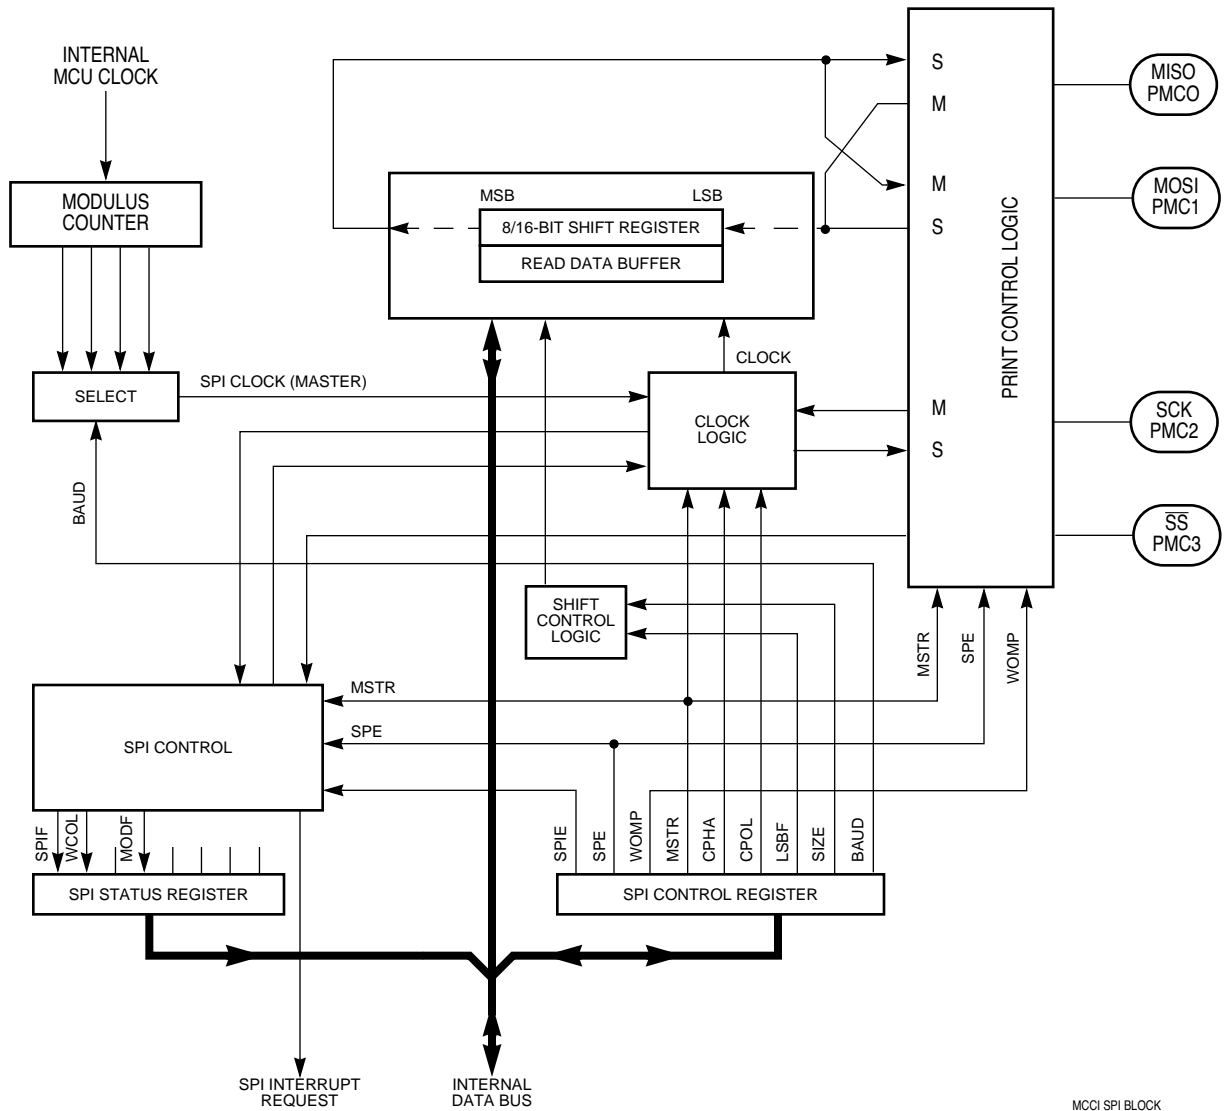 INTERNAL
MCU CLOCK
MODULUS
COUNTER
SELECT
SPI CLOCK (MASTER)
BAUD
MSB
LSB
8/16-BIT SHIFT REGISTER
READ DATA BUFFER
CLOCK
CLOCK
LOGIC
S
M
M
S
M
S
PRINT CONTROL LOGIC
MISO
PMCO
MOSI
PMC1
SCK
PMC2
SS
PMC3
SHIFT
CONTROL
LOGIC
MSTR
SPE
WOMP
MSTR
SPE
SPI CONTROL
SPIF
WCOL
MODF
SPI STATUS REGISTER
SPIE
SPE
WOMP
MSTR
CPHA
CPOL
LSBF
SIZE
BAUD
SPI CONTROL REGISTER
SPI INTERRUPT
REQUEST
INTERNAL
DATA BUS
MCCI SPI BLOCK